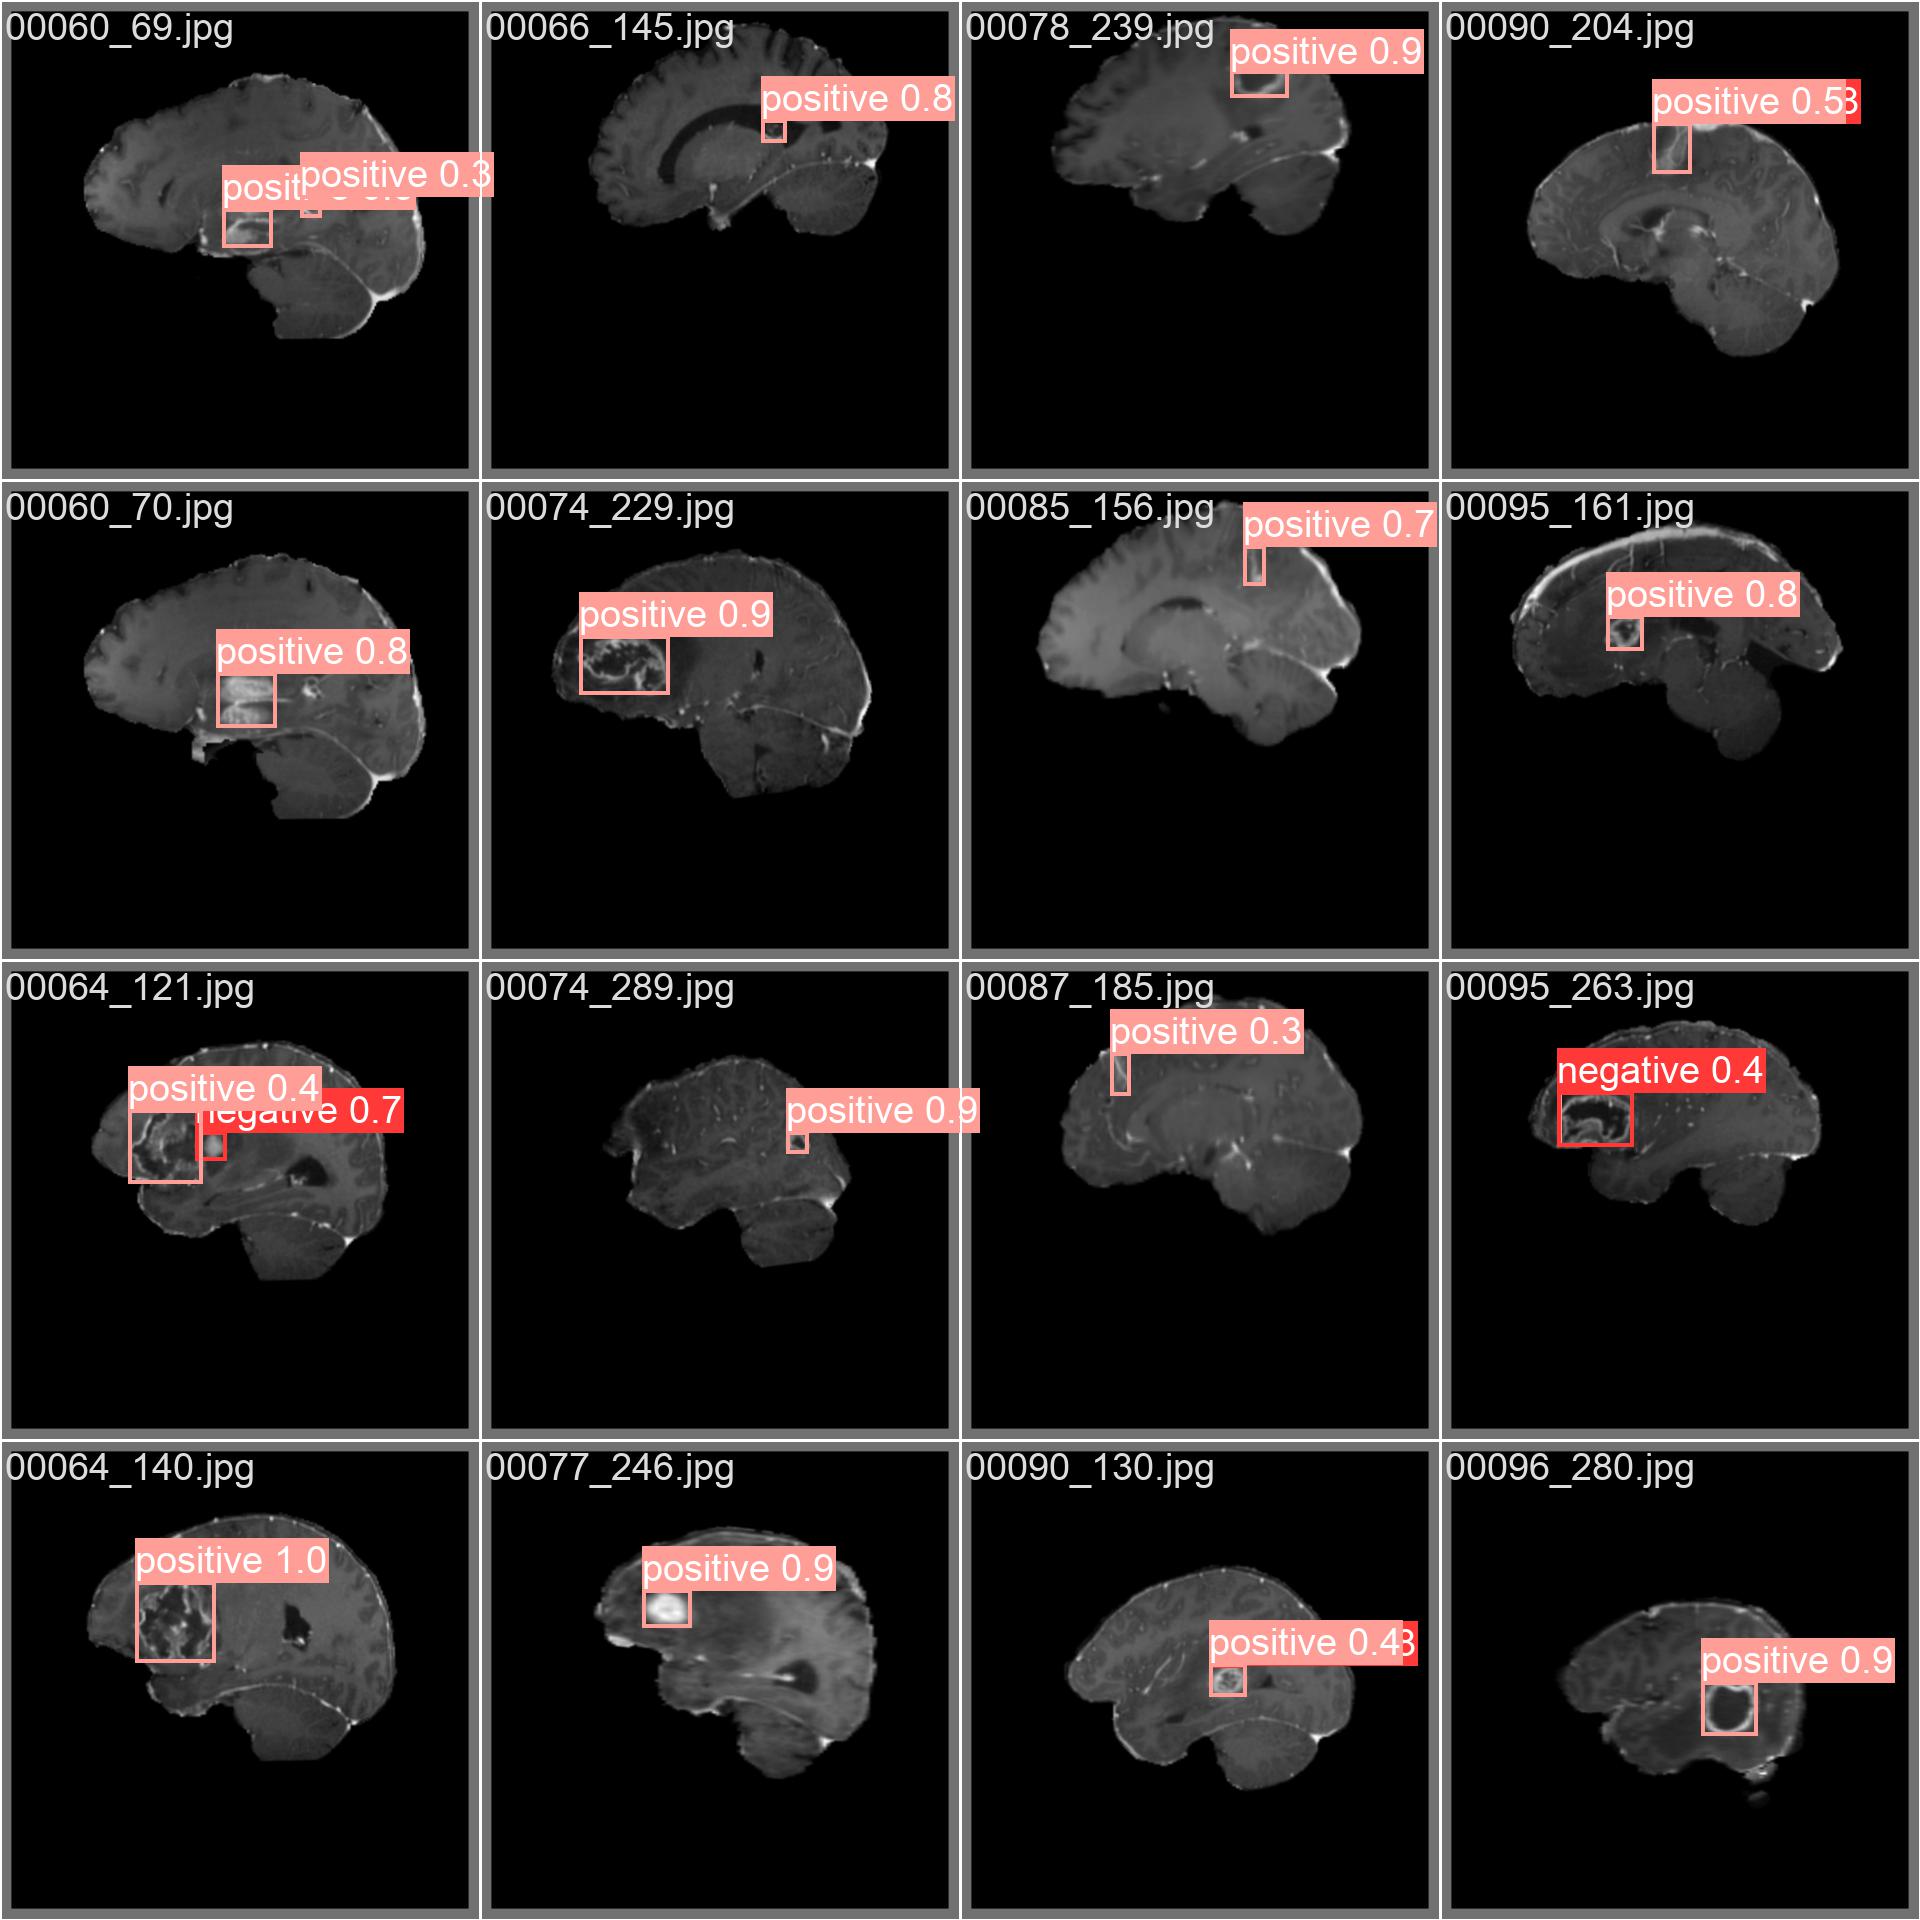 00060_69.jpg
positive 0.3
00066_145.jpg
positive 0.8
00078_239.jpg
positive 0.9
00090_204.jpg
positive 0.5
00060_70.jpg
positive 0.8
00074_229.jpg
positive 0.9
00085_156.jpg
positive 0.7
00095_161.jpg
positive 0.8
00064_121.jpg
positive 0.4
negative 0.7
00074_289.jpg
positive 0.9
00087_185.jpg
positive 0.3
00095_263.jpg
negative 0.4
00064_140.jpg
positive 1.0
00077_246.jpg
positive 0.9
00090_130.jpg
positive 0.4
00096_280.jpg
positive 0.9